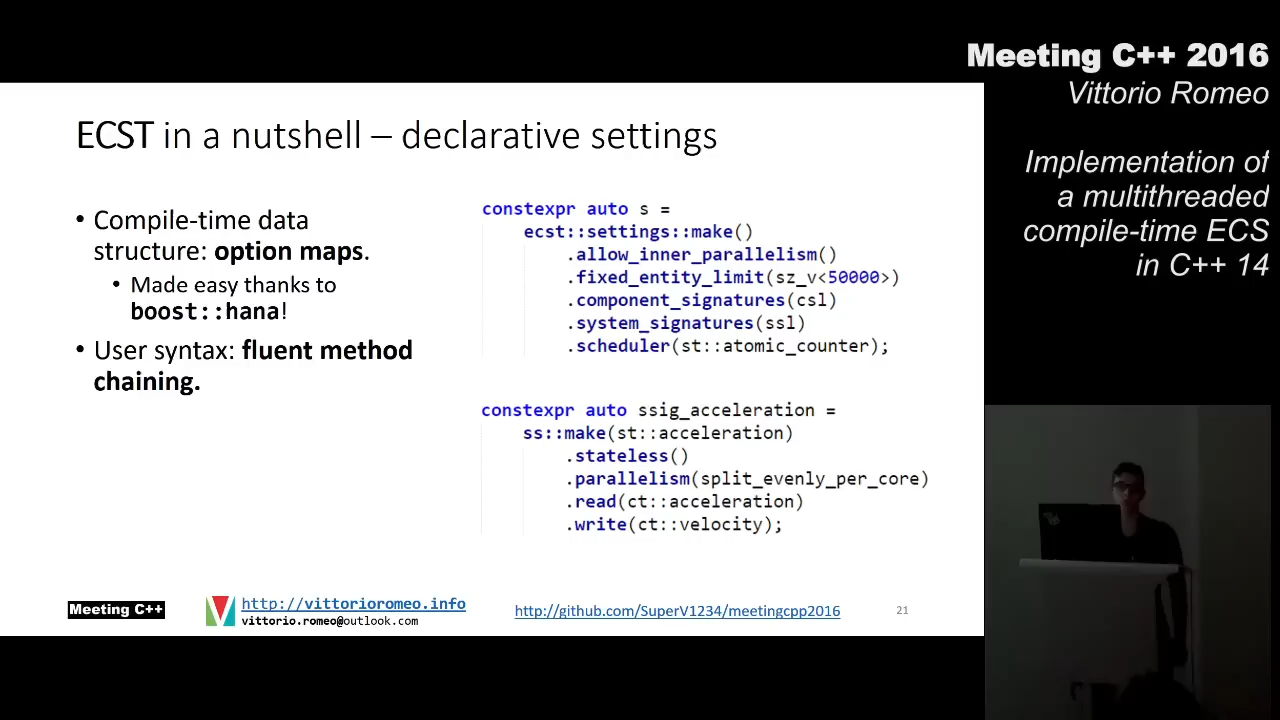 Meeting C++ 2016
Vittorio Romeo
Implementation of
a multithreaded
compile-time ECS
in C++ 14
ECST in a nutshell – declarative settings
• Compile-time data
structure: option maps.
• Made easy thanks to
boost::hana!
• User syntax: fluent method
chaining.
constexpr auto s =
ecst::settings::make()
.allow_inner_parallelism()
.fixed_entity_limit(sz_v<50000>)
.component_signatures(csl)
.system_signatures(ssl)
.scheduler(st::atomic_counter);
constexpr auto ssig_acceleration =
ss::make(st::acceleration)
.stateless()
.parallelism(split_evenly_per_core)
.read(ct::acceleration)
.write(ct::velocity);
Meeting C++
http://vittorioromeo.info
vittorio.romeo@outlook.com
http://github.com/SuperV1234/meetingcpp2016
21